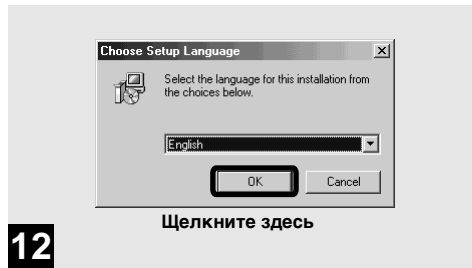 Choose Setup Language
Select the language for this installation from
the choices below.
English
OK Cancel
Щелкните здесь
12